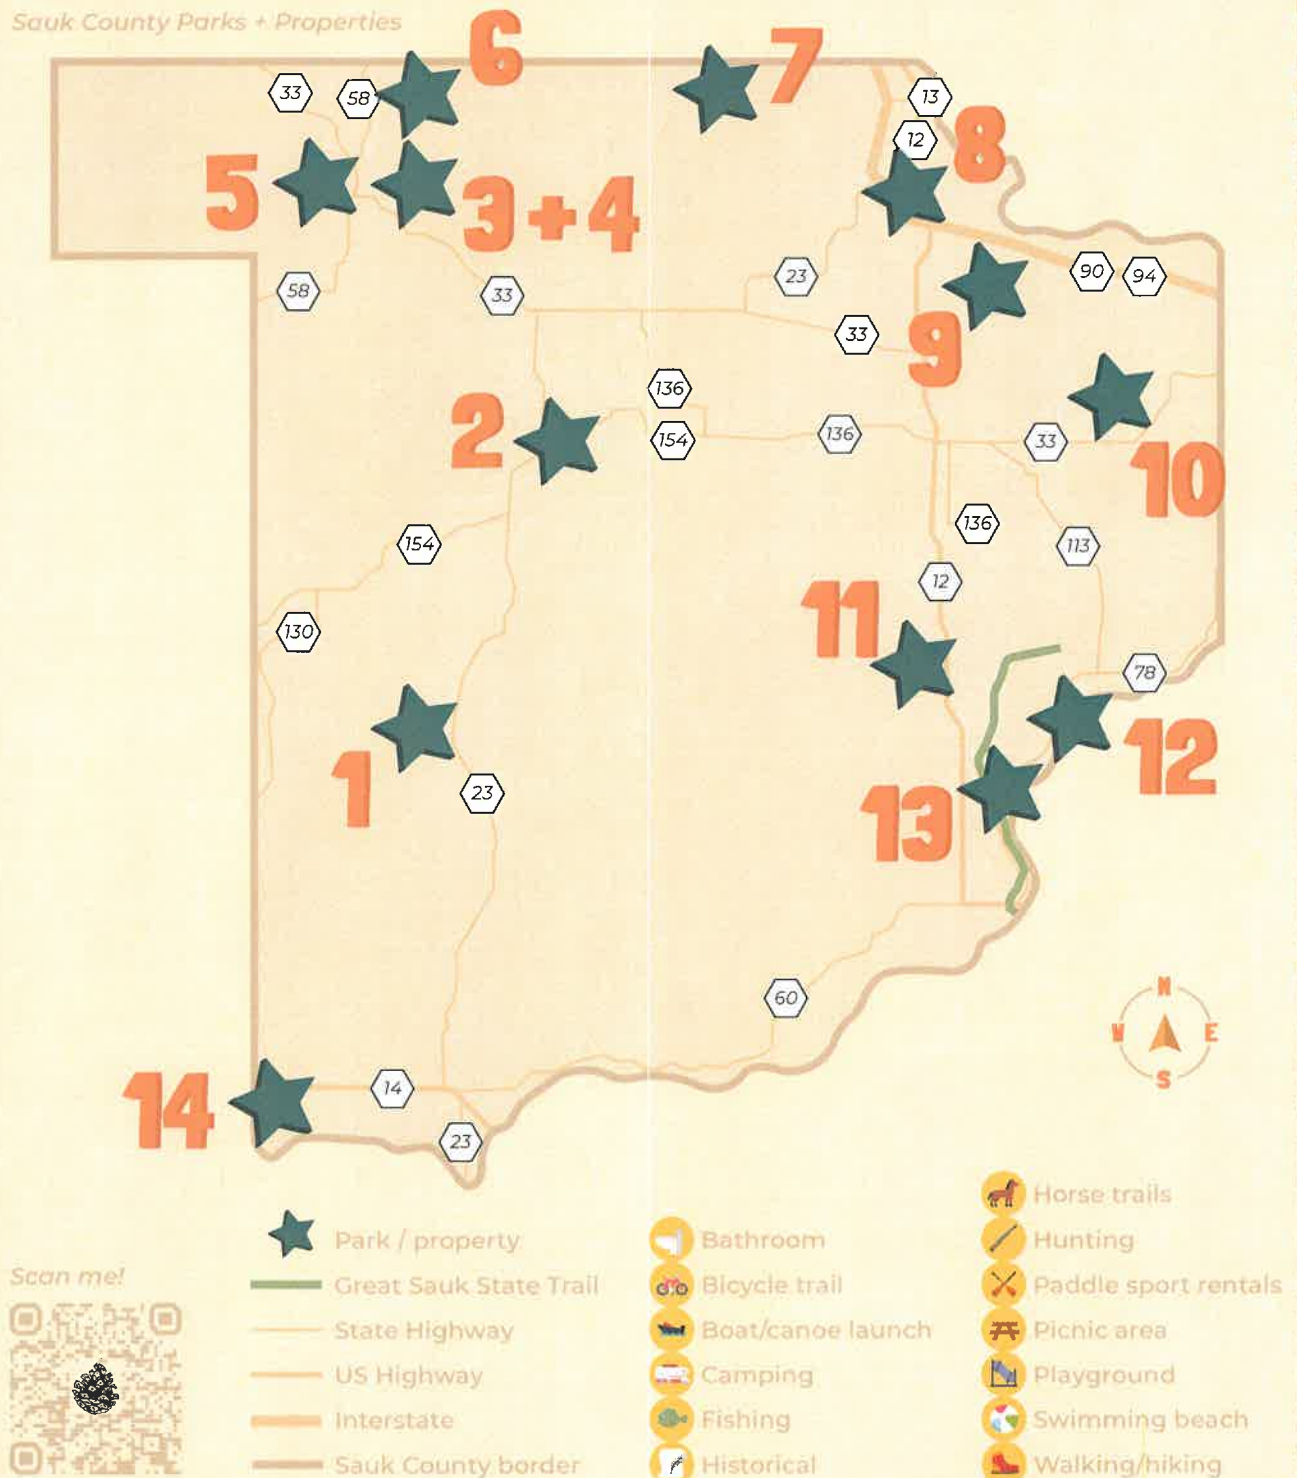 Sauk County Parks + Properties
6
7
33
58
13
12
8
5
3 + 4
58
33
23
90
94
33
9
136
2
154
136
33
10
154
136
113
12
11
130
78
12
1
23
13
60
N
W
E
S
14
14
23
Horse trails
Park / property
Bathroom
Hunting
Scan me!
Great Sauk State Trail
Bicycle trail
Paddle sport rentals
State Highway
Boat/canoe launch
Picnic area
US Highway
Camping
Playground
Interstate
Fishing
Swimming beach
Sauk County border
Historical
Walking/hiking